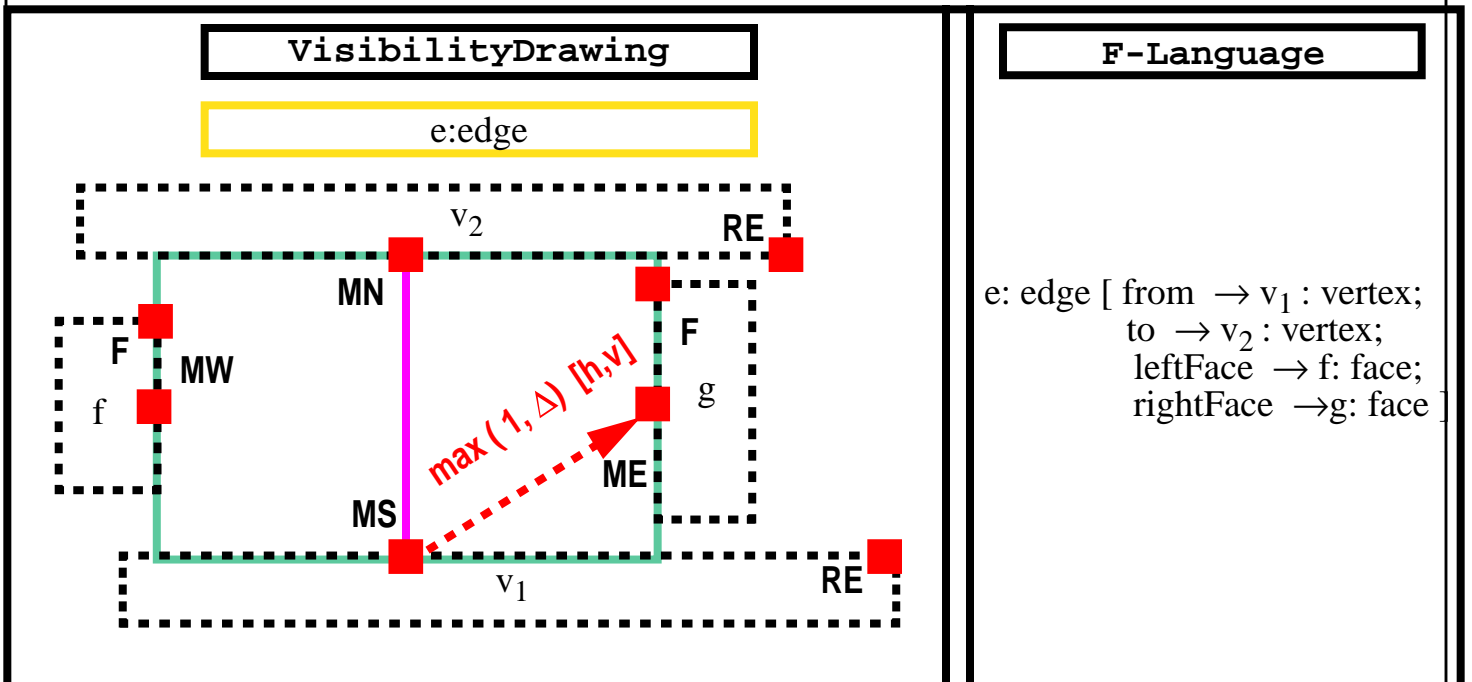 VisibilityDrawing
e:edge
v2
RE
MN
F
MW
f
F
g
max ( 1, Δ) [h,v]
ME
MS
v1
RE
F-Language
e: edge [ from → v1 : vertex;
to → v2 : vertex;
leftFace → f: face;
rightFace →g: face ]